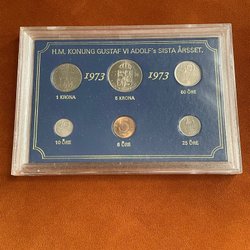 H.M. KONUNG GUSTAF VI ADOLF's SISTA ÅRSSET.
1973 1973
1 KRONA
5 KRONA
50 ÖRE
10 ÖRE
5 ÖRE
25 ÖRE